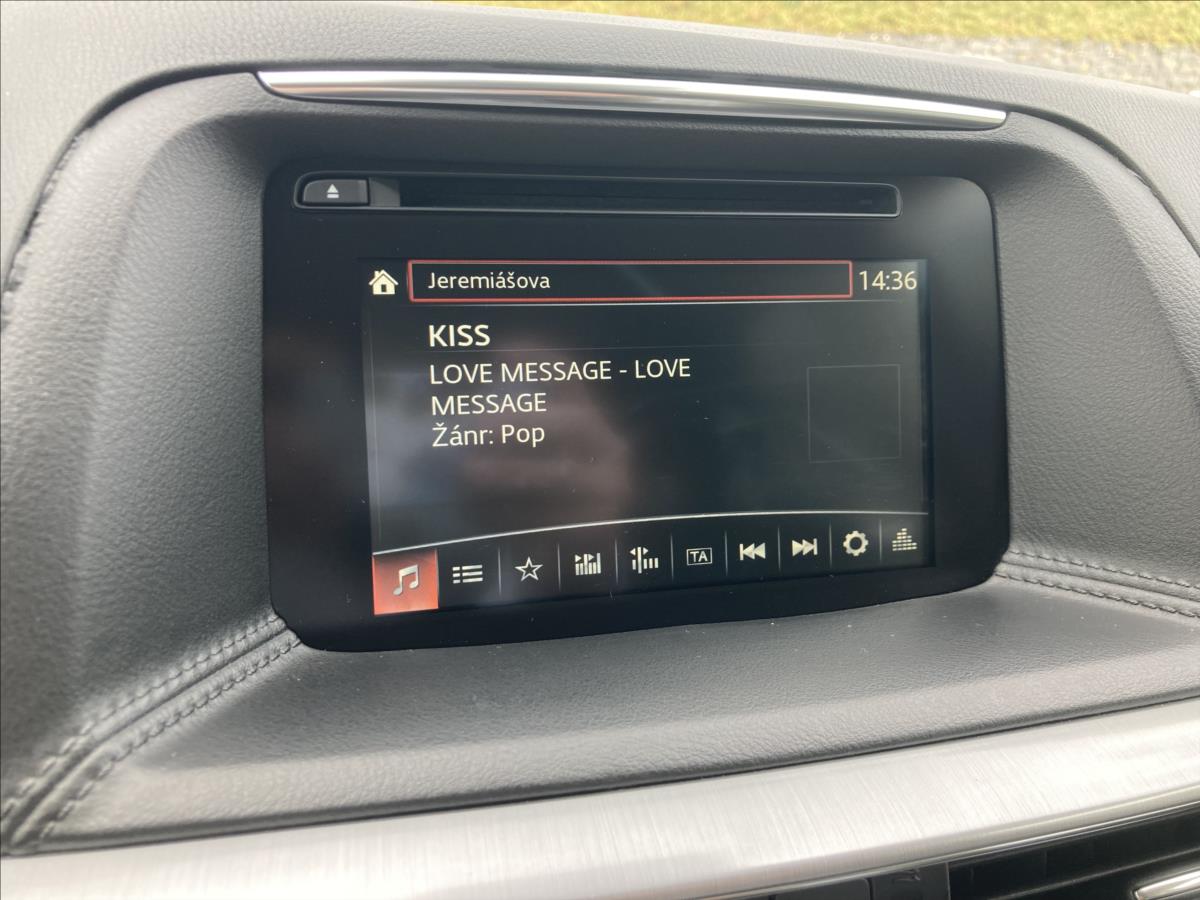 Jeremiášova
14:36
KISS
LOVE MESSAGE - LOVE
MESSAGE
Žánr: Pop
TA